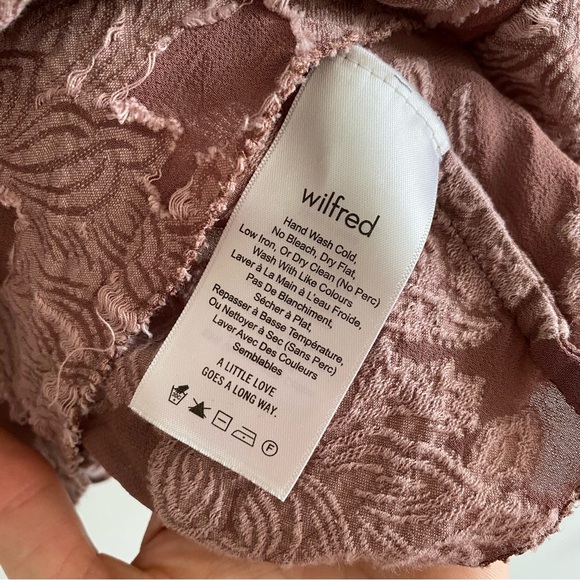 wilfred
Hand Wash Cold,
No Bleach, Dry Flat,
Low Iron, Or Dry Clean (No Perc)
Wash With Like Colours
Laver à La Main à L'eau Froide,
Pas De Blanchiment,
Sécher à Plat,
Repasser à Basse Température,
Ou Nettoyer à Sec (Sans Perc)
Laver Avec Des Couleurs
Semblables
A LITTLE LOVE
GOES A LONG WAY.
F